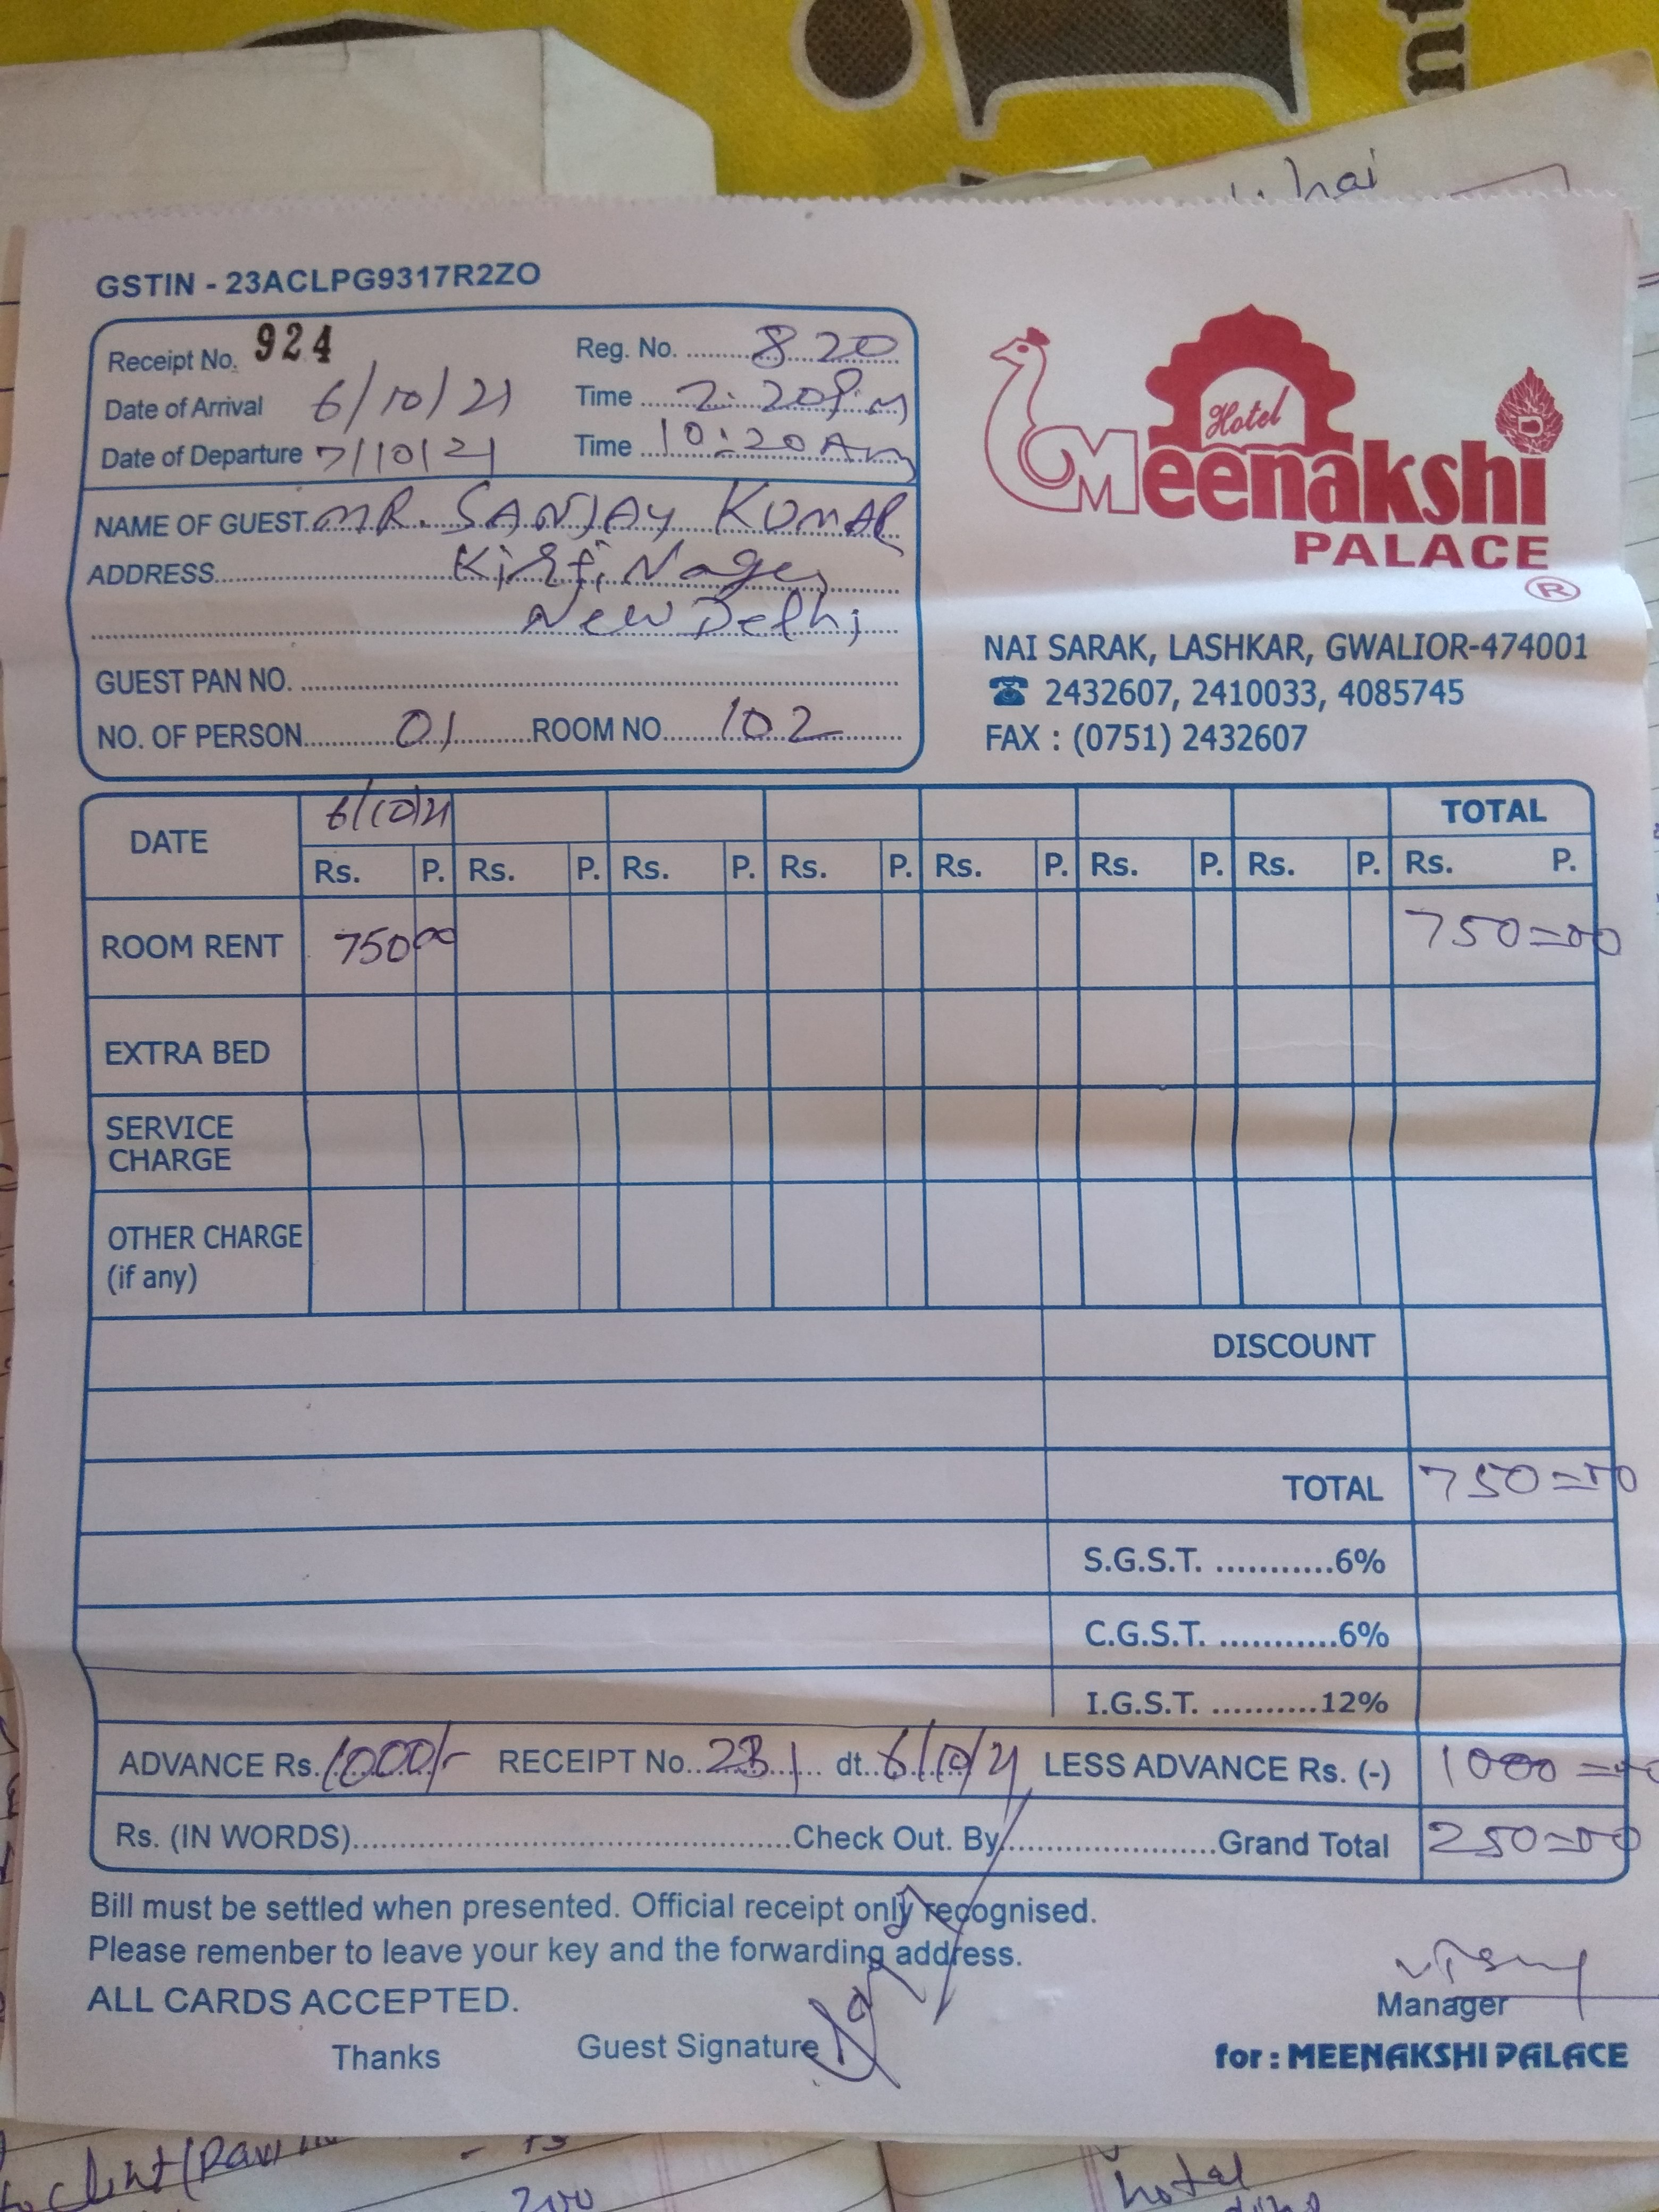 hai
GSTIN - 23ACLPG9317R2ZO
Receipt No. 924 Reg. No. ........ 820
Date of Arrival 6/10/21 Time ..... 2:20 P.m
Date of Departure 7/10/21 Time ..... 10:20 Am
NAME OF GUEST. MR. SANJAY KUMAR
ADDRESS........ Kirti Nager
New Delhi
GUEST PAN NO. ........
NO. OF PERSON........ 01 ........ROOM NO........ 102
Hotel
Meenakshi
PALACE
®
NAI SARAK, LASHKAR, GWALIOR-474001
☎ 2432607, 2410033, 4085745
FAX : (0751) 2432607
DATE 6/10/21 TOTAL
Rs. P. Rs. P. Rs. P. Rs. P. Rs. P. Rs. P. Rs. P. Rs. P.
ROOM RENT 750 00 750=00
EXTRA BED
SERVICE
CHARGE
OTHER CHARGE
(if any)
DISCOUNT
TOTAL 750=00
S.G.S.T. ............6%
C.G.S.T. ............6%
I.G.S.T. ..........12%
ADVANCE Rs. 1000/- RECEIPT No. 231 dt. 6/10/21 LESS ADVANCE Rs. (-) 1000=00
Rs. (IN WORDS)........Check Out. By........Grand Total 250=00
Bill must be settled when presented. Official receipt only recognised.
Please remenber to leave your key and the forwarding address.
ALL CARDS ACCEPTED.
Manager
Thanks Guest Signature for : MEENAKSHI PALACE
200
hotal